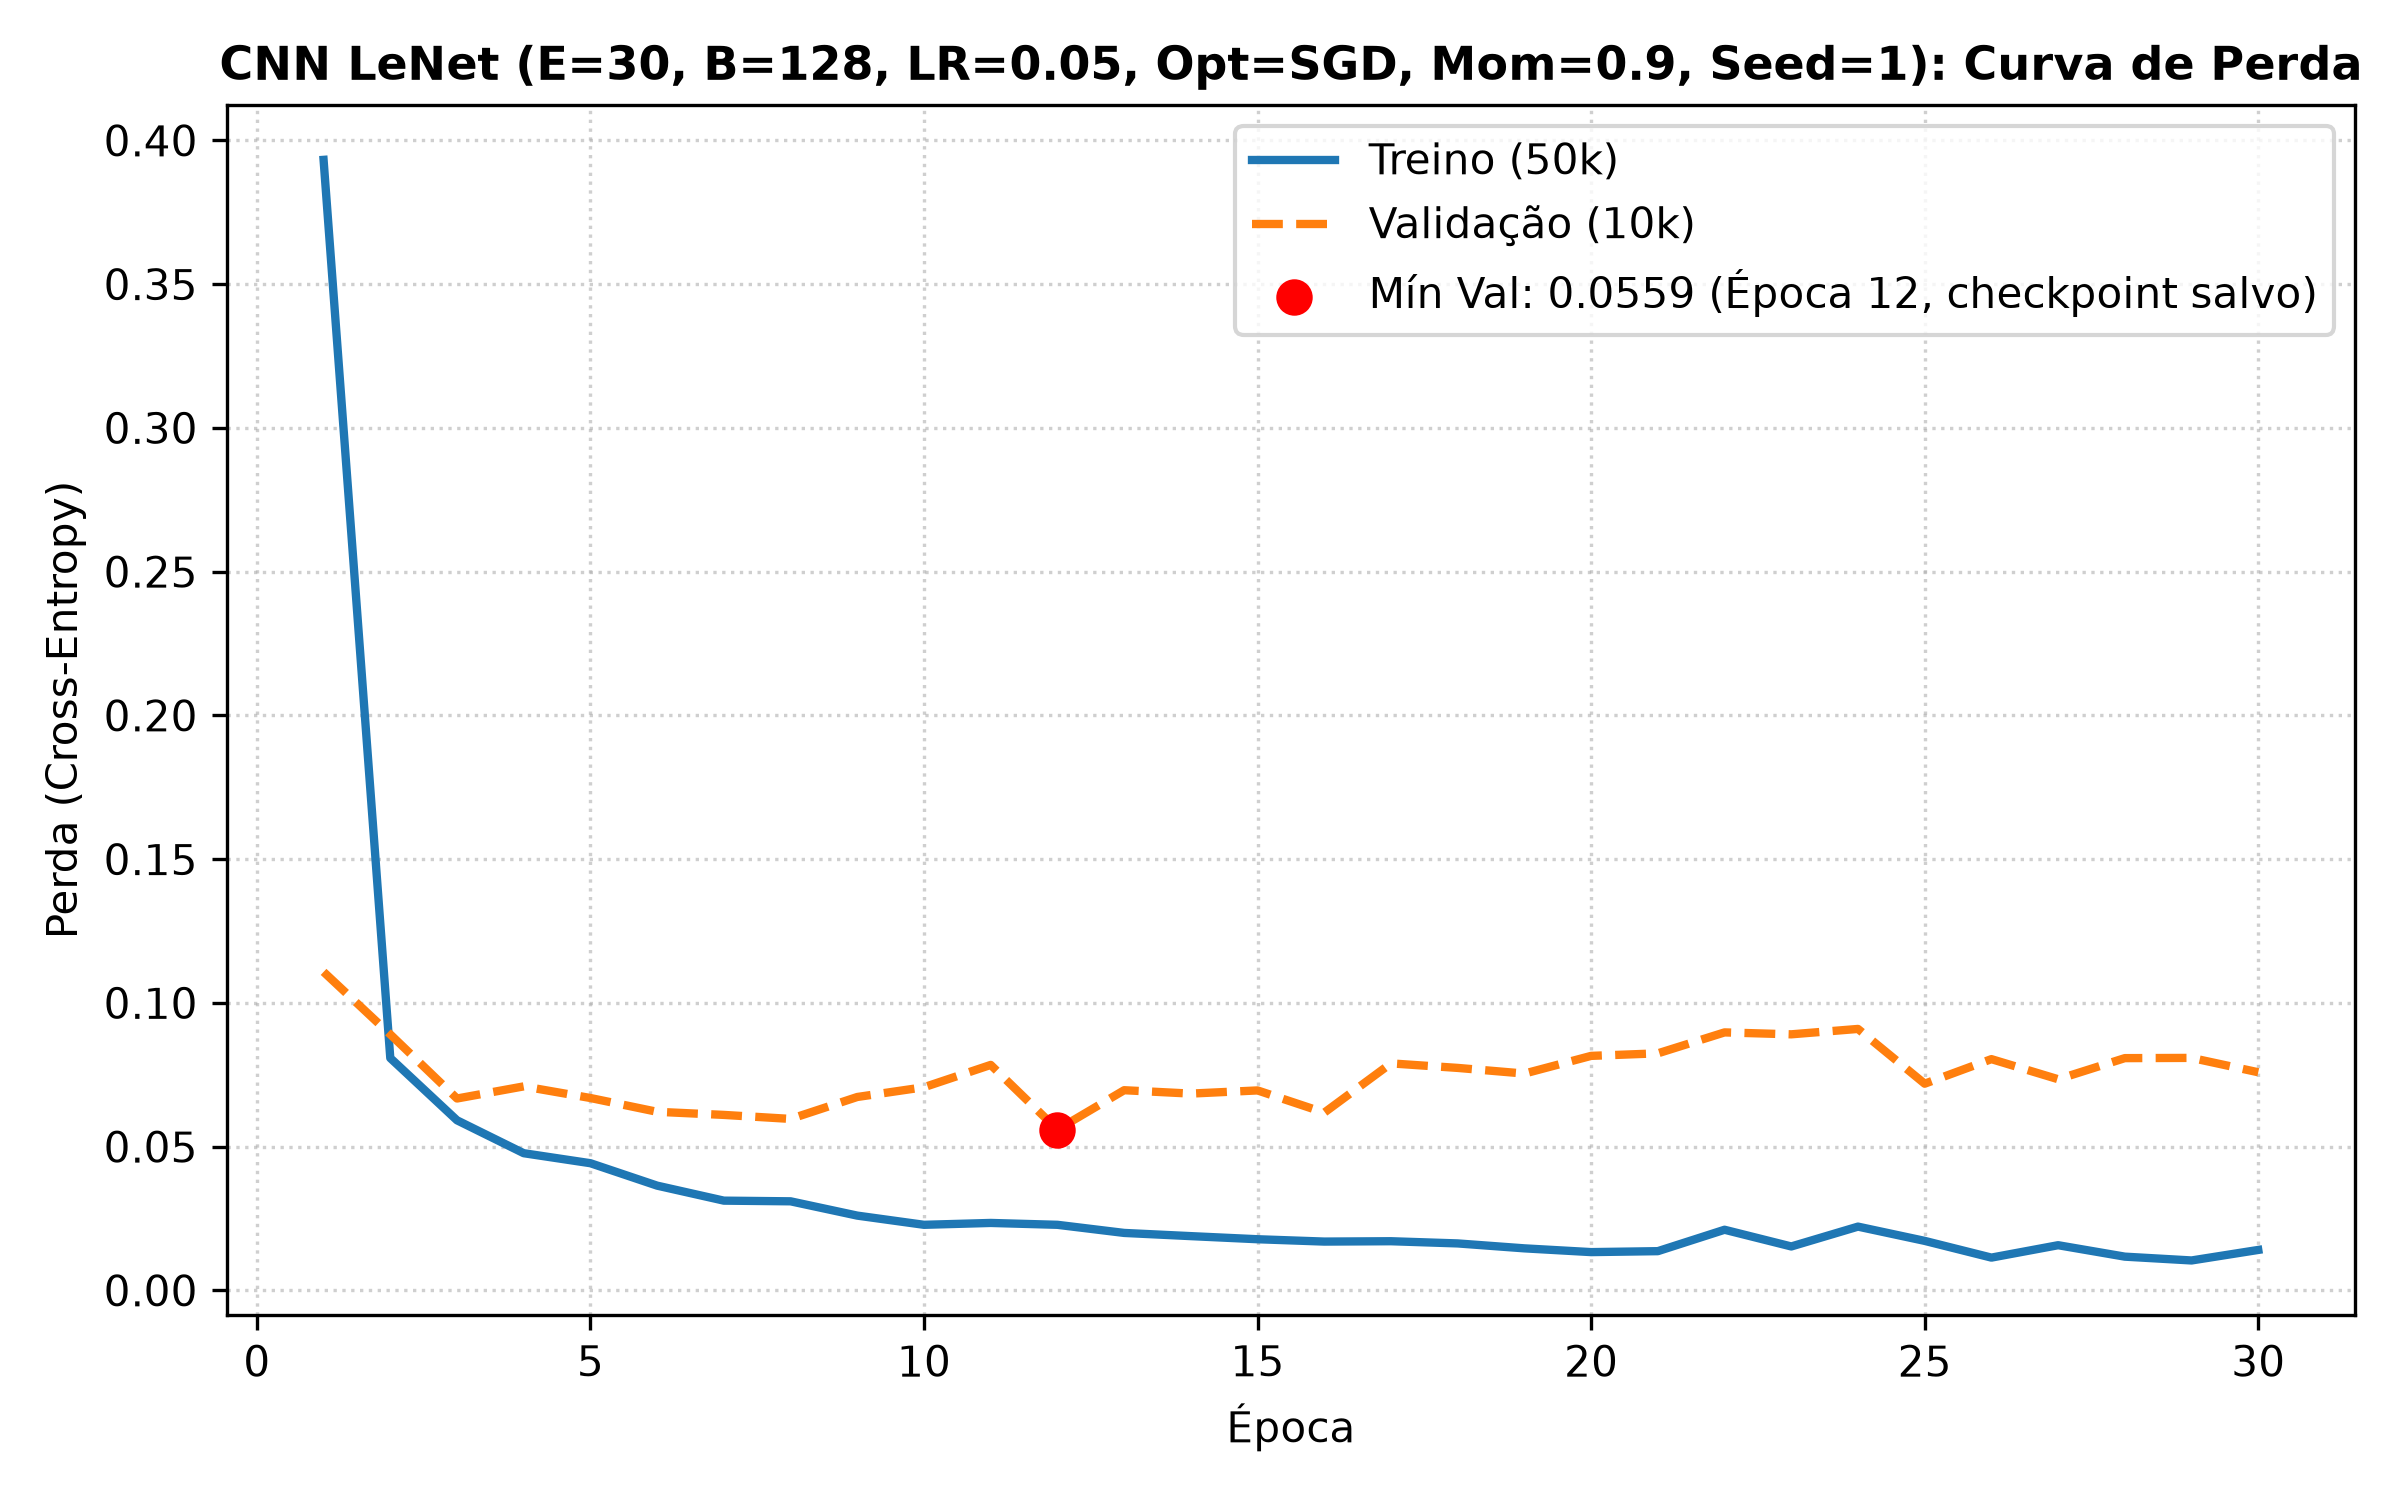 CNN LeNet (E=30, B=128, LR=0.05, Opt=SGD, Mom=0.9, Seed=1): Curva de Perda
Treino (50k)
Validação (10k)
Mín Val: 0.0559 (Época 12, checkpoint salvo)
Perda (Cross-Entropy)
0.40
0.35
0.30
0.25
0.20
0.15
0.10
0.05
0.00
0 5 10 15 20 25 30
Época